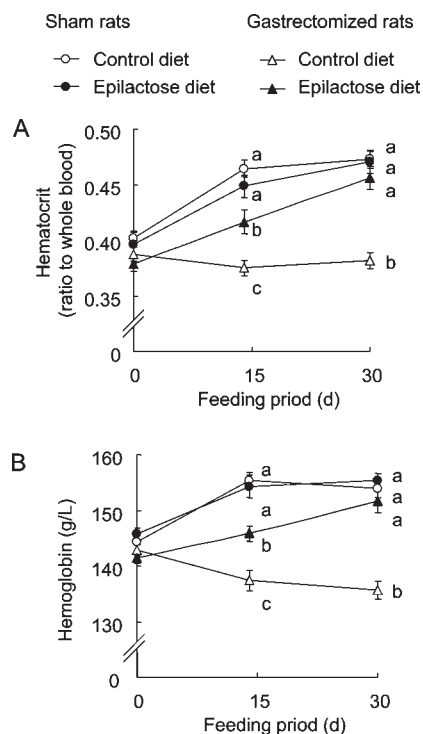 Sham rats Gastrectomized rats
Control diet Control diet
Epilactose diet Epilactose diet
A
Hematocrit
(ratio to whole blood)
0.50
0.45
0.40
0.35
0
a
a
b
c
a
a
a
b
0 15 30
Feeding priod (d)
B
Hemoglobin (g/L)
160
150
140
130
0
a
a
b
c
a
a
a
b
0 15 30
Feeding priod (d)